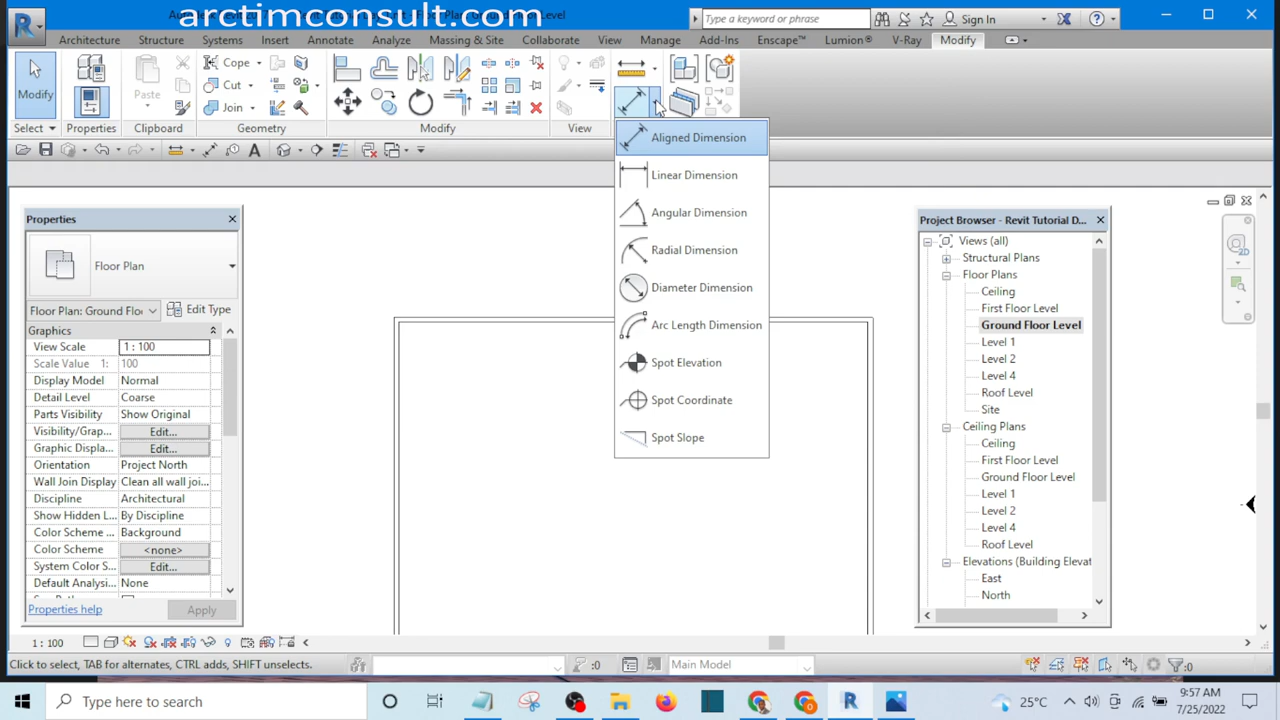 arctimconsult.com
Floor Plan: Ground Floor Level
Type a keyword or phrase
Sign In
Architecture Structure Systems Insert Annotate Analyze Massing & Site Collaborate View Manage Add-Ins Enscape™ Lumion® V-Ray Modify
Modify
Paste
Cope
Cut
Join
Select Properties Clipboard Geometry Modify View
Aligned Dimension
Linear Dimension
Angular Dimension
Radial Dimension
Diameter Dimension
Arc Length Dimension
Spot Elevation
Spot Coordinate
Spot Slope
Properties
Floor Plan
Floor Plan: Ground Floo
Edit Type
Graphics
View Scale 1 : 100
Scale Value 1: 100
Display Model Normal
Detail Level Coarse
Parts Visibility Show Original
Visibility/Grap... Edit...
Graphic Displa... Edit...
Orientation Project North
Wall Join Display Clean all wall joi...
Discipline Architectural
Show Hidden L... By Discipline
Color Scheme ... Background
Color Scheme <none>
System Color S... Edit...
Default Analysi... None
Properties help
Apply
Project Browser - Revit Tutorial D...
Views (all)
Structural Plans
Floor Plans
Ceiling
First Floor Level
Ground Floor Level
Level 1
Level 2
Level 4
Roof Level
Site
Ceiling Plans
Ceiling
First Floor Level
Ground Floor Level
Level 1
Level 2
Level 4
Roof Level
Elevations (Building Elevat
East
North
2D
1 : 100
Click to select, TAB for alternates, CTRL adds, SHIFT unselects.
:0
Main Model
:0
Type here to search
25°C
9:57 AM
7/25/2022